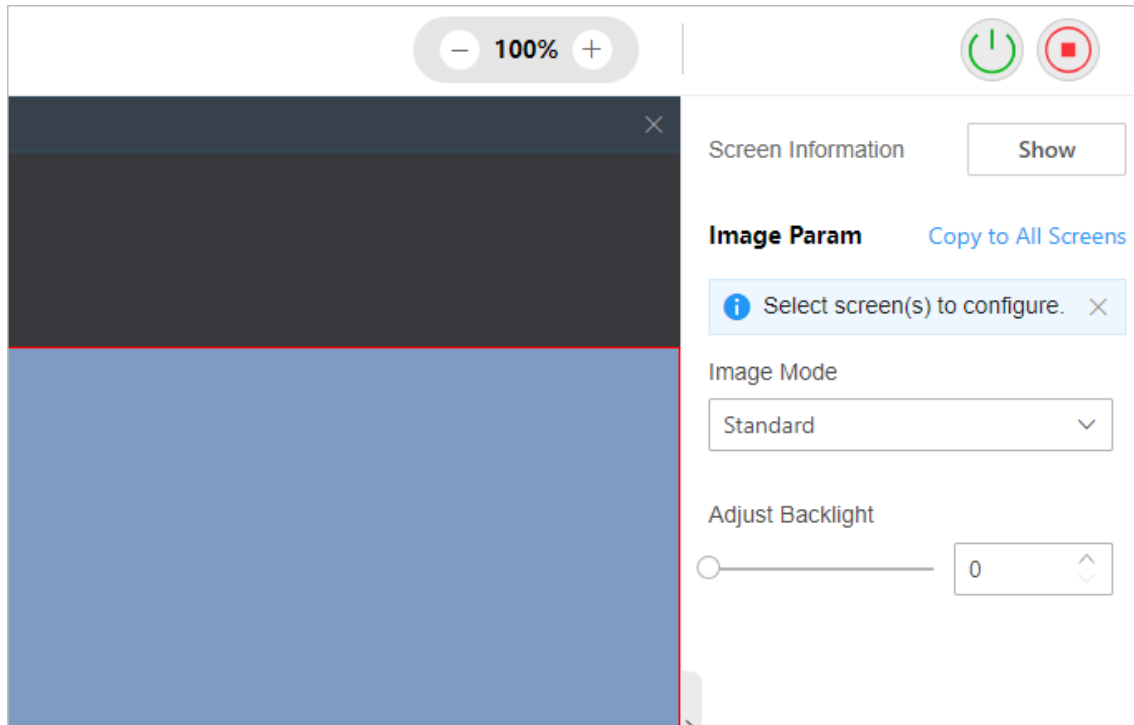 100%
Screen Information
Show
Image Param
Copy to All Screens
Select screen(s) to configure.
Image Mode
Standard
Adjust Backlight
0